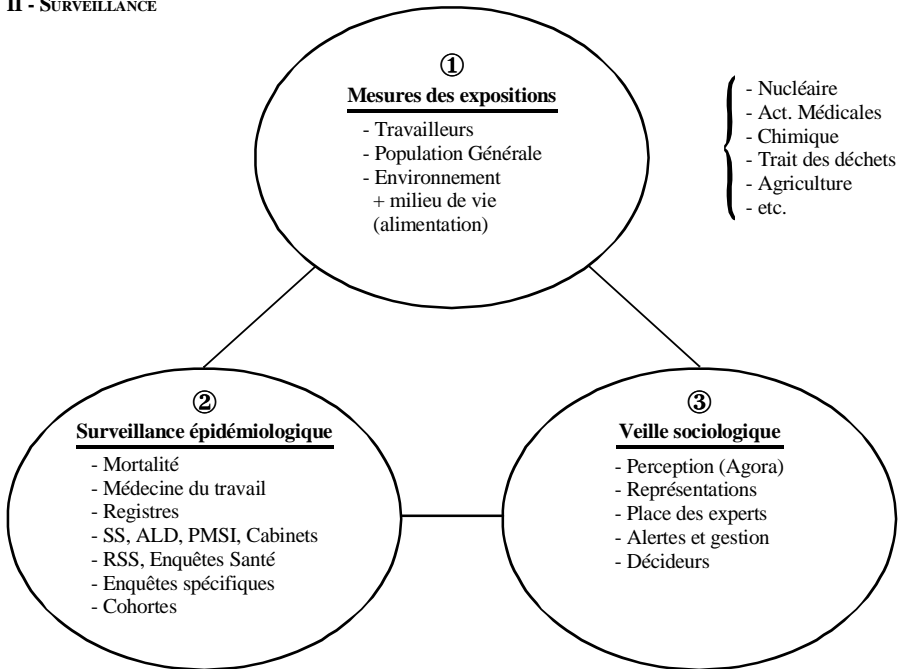 II - SURVEILLANCE
①
Mesures des expositions
- Travailleurs
- Population Générale
- Environnement
+ milieu de vie
(alimentation)
- Nucléaire
- Act. Médicales
- Chimique
- Trait des déchets
- Agriculture
- etc.
②
Surveillance épidémiologique
- Mortalité
- Médecine du travail
- Registres
- SS, ALD, PMSI, Cabinets
- RSS, Enquêtes Santé
- Enquêtes spécifiques
- Cohortes
③
Veille sociologique
- Perception (Agora)
- Représentations
- Place des experts
- Alertes et gestion
- Décideurs